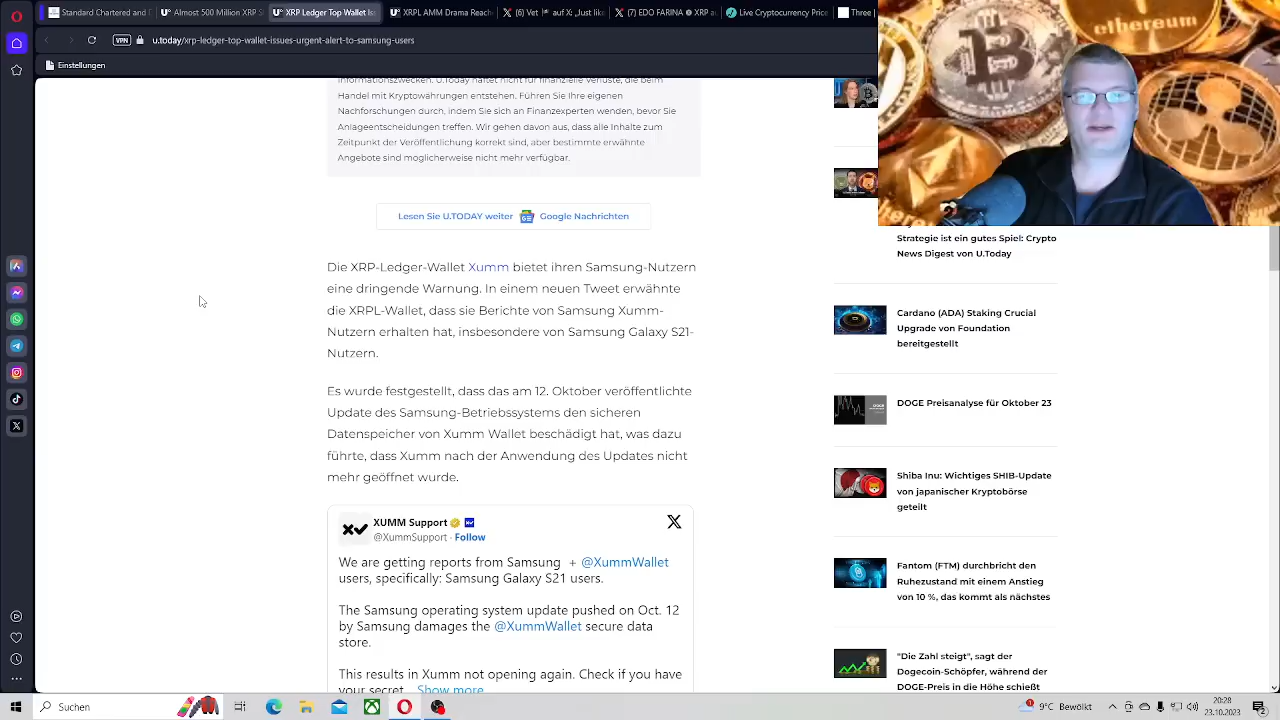 Standard Chartered and
Almost 500 Million XRP S
XRP Ledger Top Wallet Iss
XRPL AMM Drama Reach
(6) Vet auf X: „Just like
(7) EDO FARINA XRP au
Live Cryptocurrency Price
Three |
VPN
u.today/xrp-ledger-top-wallet-issues-urgent-alert-to-samsung-users
Einstellungen
ethereum
Informationszwecken. U.Today haftet nicht für finanzielle Verluste, die beim
Handel mit Kryptowährungen entstehen. Führen Sie Ihre eigenen
Nachforschungen durch, indem Sie sich an Finanzexperten wenden, bevor Sie
Anlageentscheidungen treffen. Wir gehen davon aus, dass alle Inhalte zum
Zeitpunkt der Veröffentlichung korrekt sind, aber bestimmte erwähnte
Angebote sind möglicherweise nicht mehr verfügbar.
Lesen Sie U.TODAY weiter Google Nachrichten
Die XRP-Ledger-Wallet Xumm bietet ihren Samsung-Nutzern
eine dringende Warnung. In einem neuen Tweet erwähnte
die XRPL-Wallet, dass sie Berichte von Samsung Xumm-
Nutzern erhalten hat, insbesondere von Samsung Galaxy S21-
Nutzern.
Es wurde festgestellt, dass das am 12. Oktober veröffentlichte
Update des Samsung-Betriebssystems den sicheren
Datenspeicher von Xumm Wallet beschädigt hat, was dazu
führte, dass Xumm nach der Anwendung des Updates nicht
mehr geöffnet wurde.
XUMM Support
@XummSupport · Follow
We are getting reports from Samsung + @XummWallet
users, specifically: Samsung Galaxy S21 users.
The Samsung operating system update pushed on Oct. 12
by Samsung damages the @XummWallet secure data
store.
This results in Xumm not opening again. Check if you have
your secret Show more
Strategie ist ein gutes Spiel: Crypto
News Digest von U.Today
Cardano (ADA) Staking Crucial
Upgrade von Foundation
bereitgestellt
DOGE Preisanalyse für Oktober 23
Shiba Inu: Wichtiges SHIB-Update
von japanischer Kryptobörse
geteilt
Fantom (FTM) durchbricht den
Ruhezustand mit einem Anstieg
von 10 %, das kommt als nächstes
"Die Zahl steigt", sagt der
Dogecoin-Schöpfer, während der
DOGE-Preis in die Höhe schießt
Suchen
9°C Bewölkt
20:28
23.10.2023